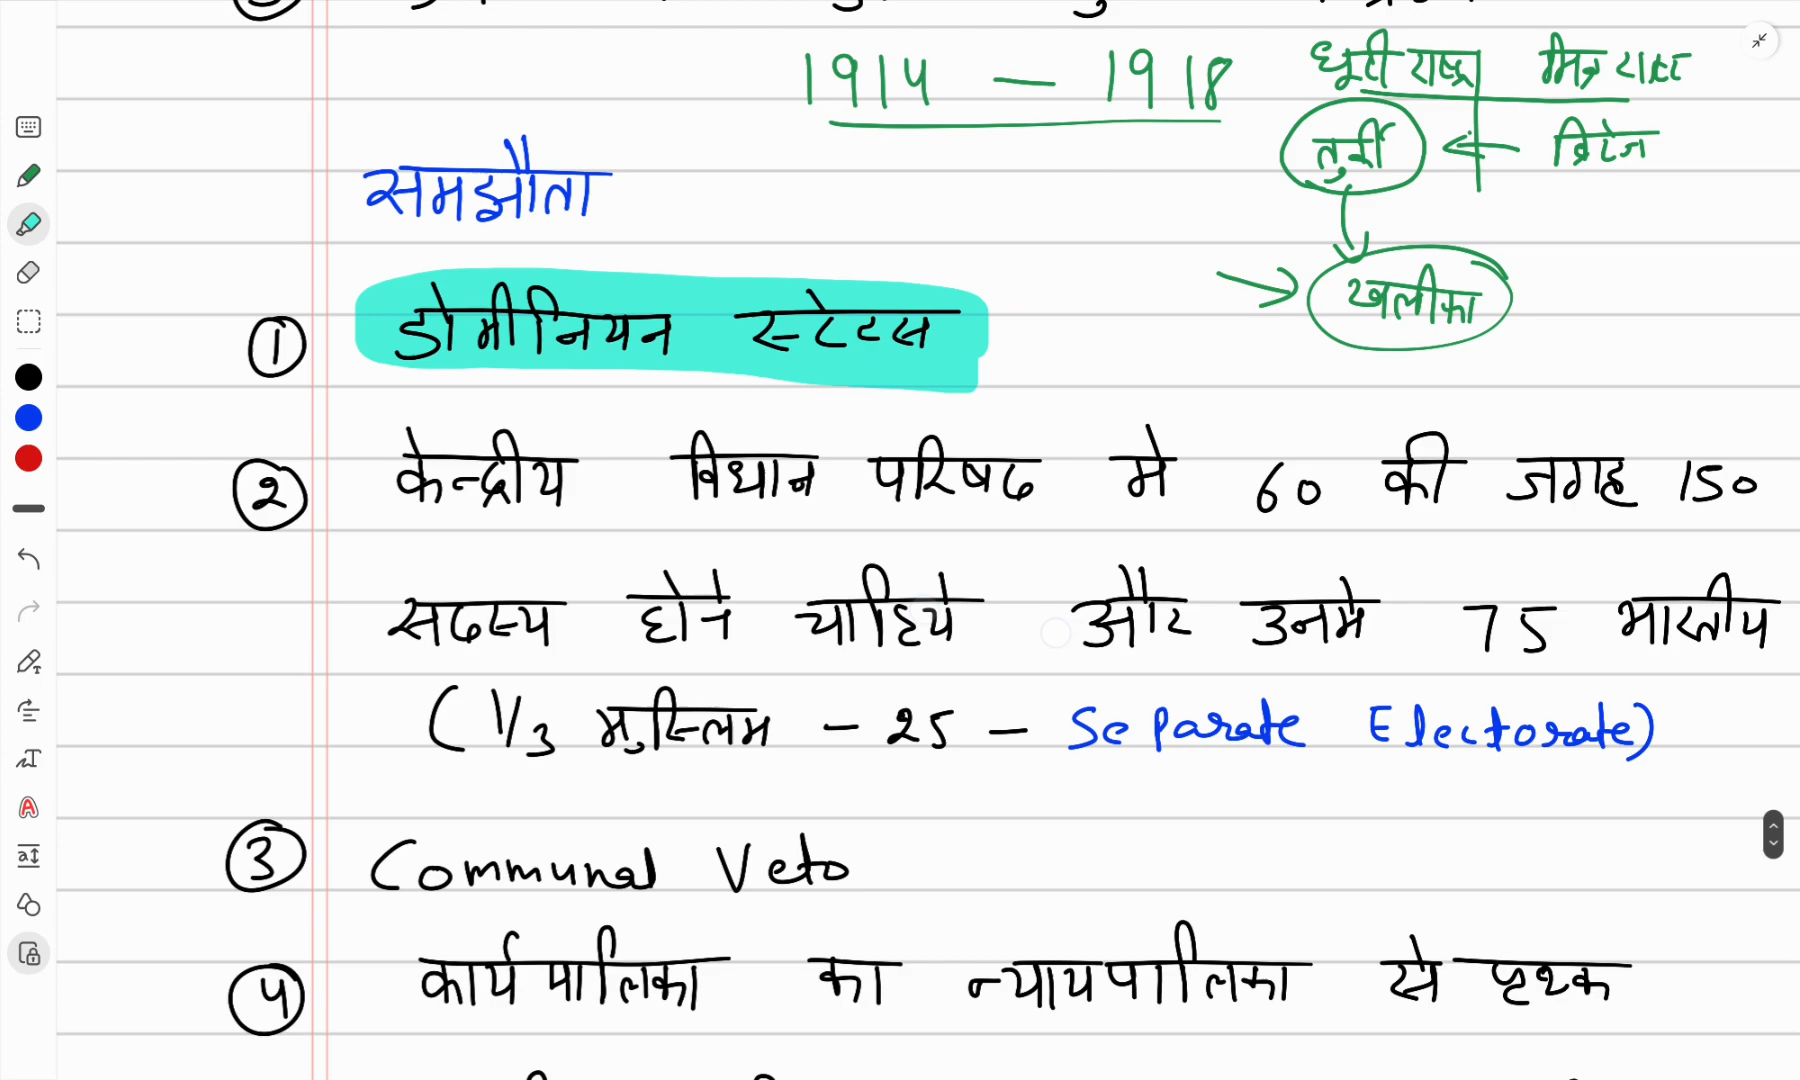 1914 – 1918
धुरी राष्ट्र मित्र राष्ट्र
तुर्की ← ब्रिटेन
समझौता
खलीफा
① डोमीनियन स्टेटस
② केन्द्रीय विधान परिषद में 60 की जगह 150
सदस्य होने चाहिये और उनमे 75 भारतीय
( 1/3 मुस्लिम – 25 – Separate Electorate)
③ Communal Veto
④ कार्यपालिका का न्यायपालिका से पृथक